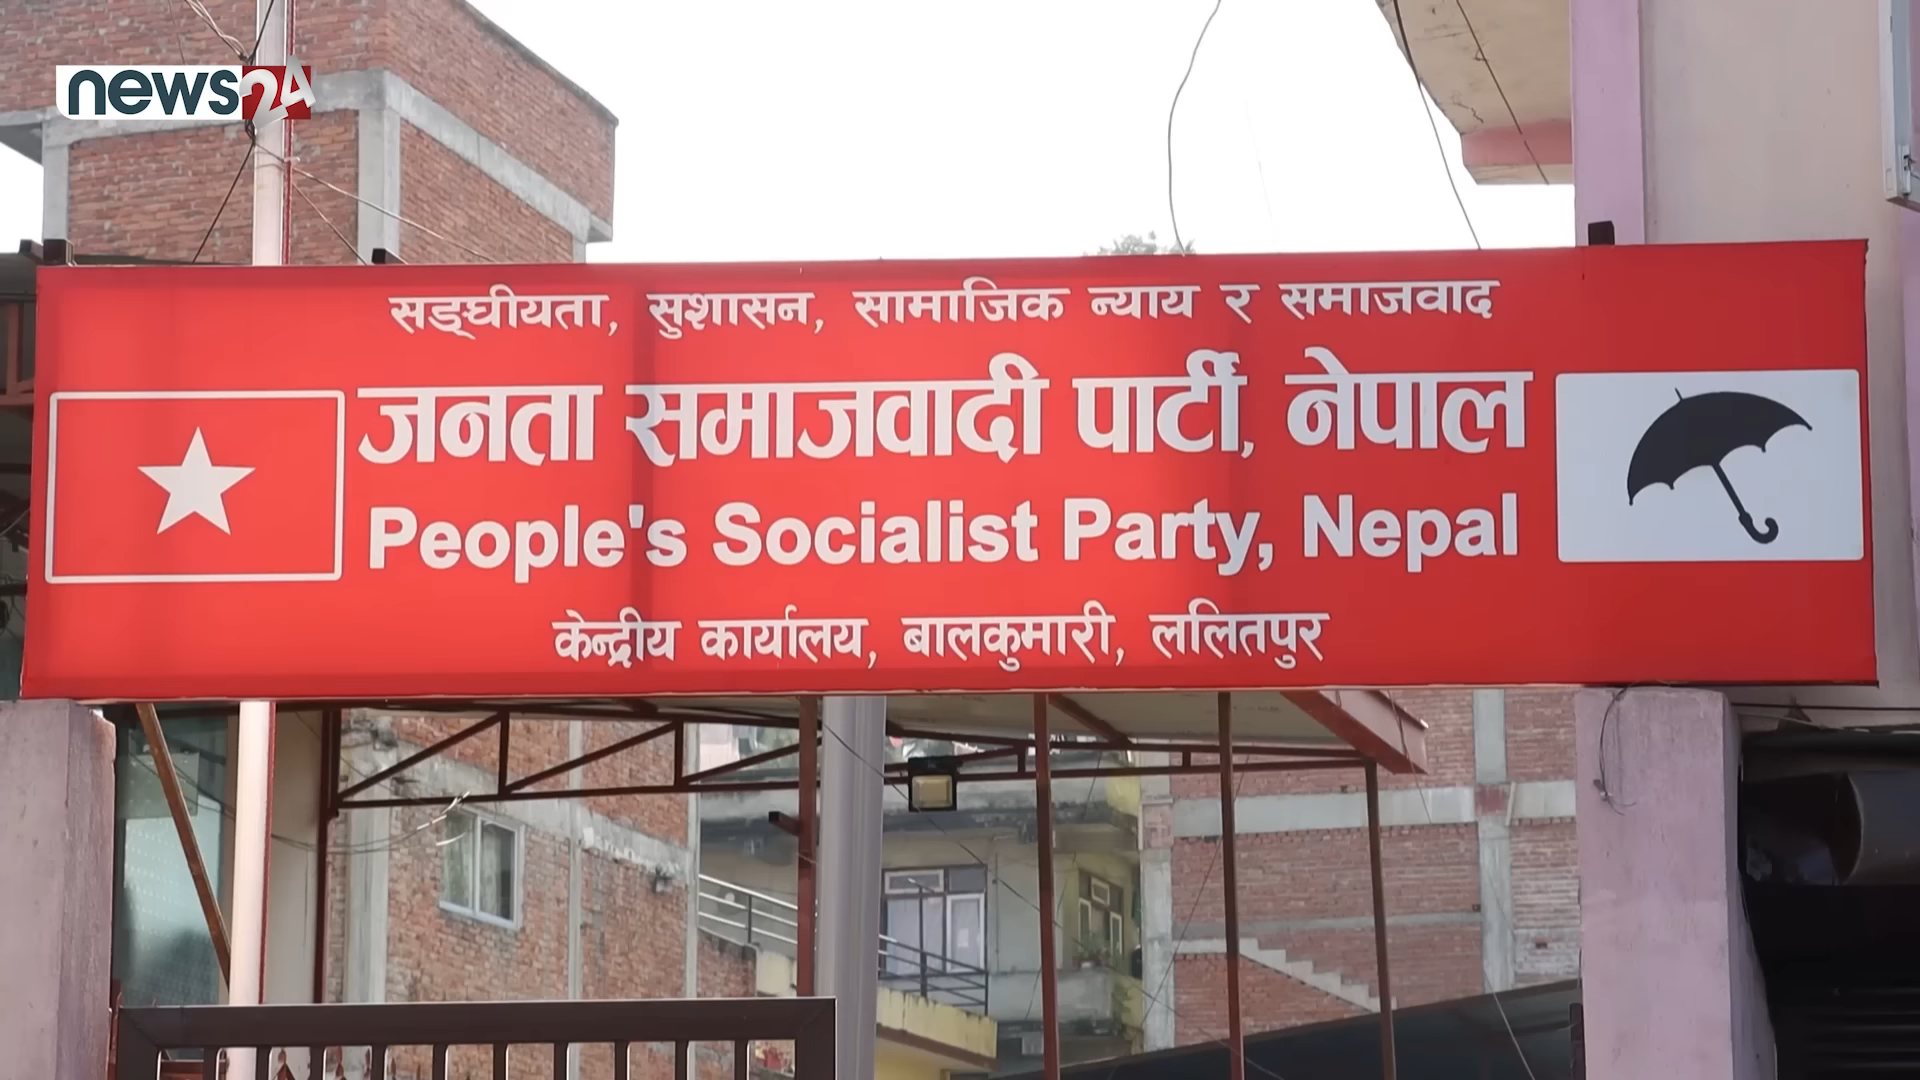 news24
सङ्घीयता, सुशासन, सामाजिक न्याय र समाजवाद
जनता समाजवादी पार्टी, नेपाल
People's Socialist Party, Nepal
केन्द्रीय कार्यालय, बालकुमारी, ललितपुर